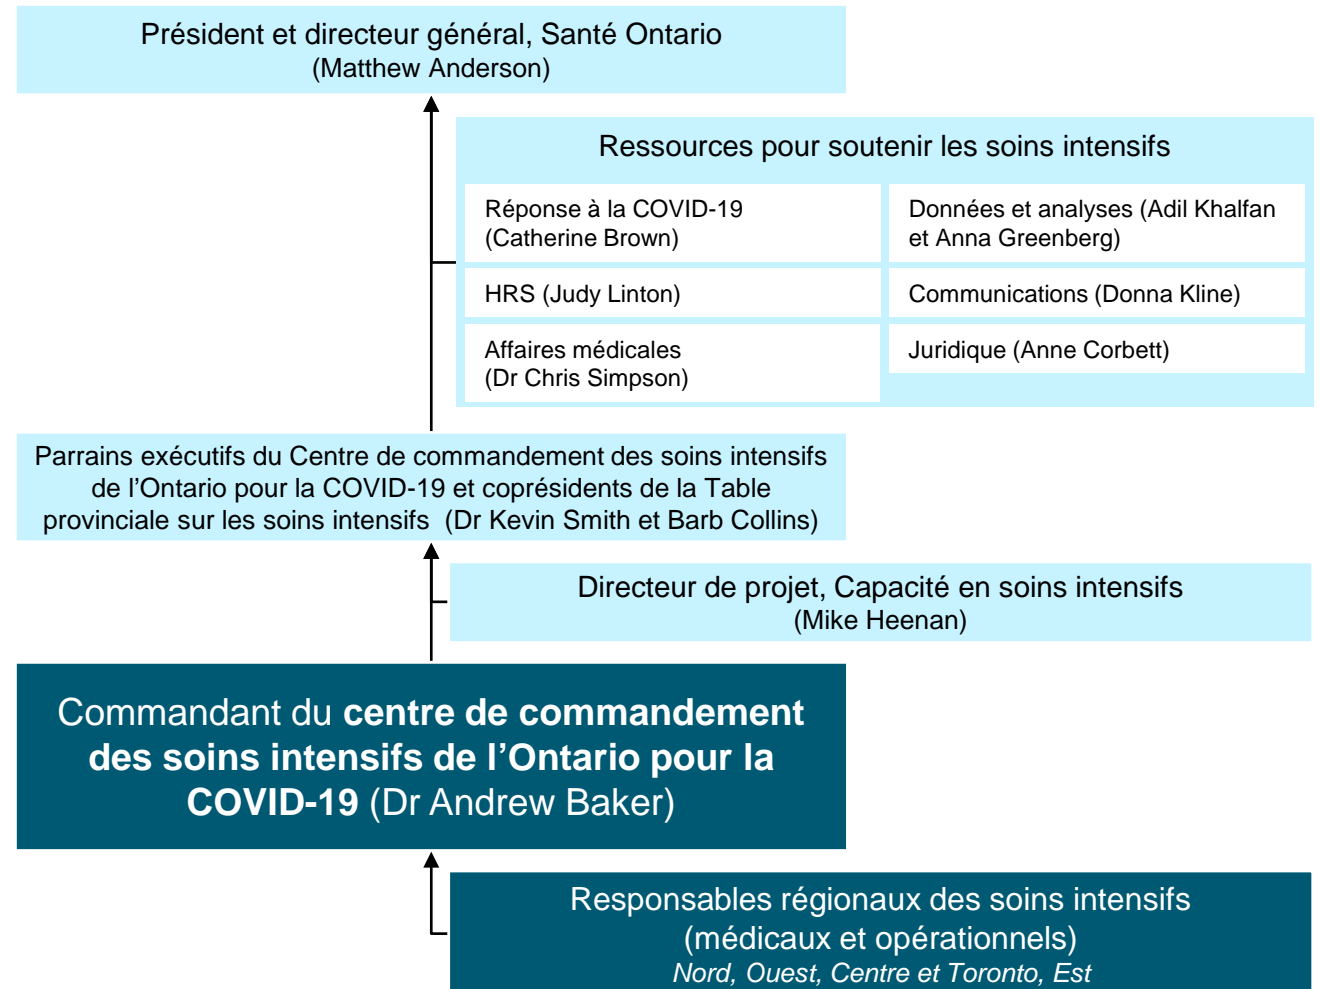 Président et directeur général, Santé Ontario
(Matthew Anderson)
Ressources pour soutenir les soins intensifs
Réponse à la COVID-19
(Catherine Brown)
Données et analyses (Adil Khalfan
et Anna Greenberg)
HRS (Judy Linton)
Communications (Donna Kline)
Affaires médicales
(Dr Chris Simpson)
Juridique (Anne Corbett)
Parrains exécutifs du Centre de commandement des soins intensifs
de l’Ontario pour la COVID-19 et coprésidents de la Table
provinciale sur les soins intensifs (Dr Kevin Smith et Barb Collins)
Directeur de projet, Capacité en soins intensifs
(Mike Heenan)
Commandant du centre de commandement
des soins intensifs de l’Ontario pour la
COVID-19 (Dr Andrew Baker)
Responsables régionaux des soins intensifs
(médicaux et opérationnels)
Nord, Ouest, Centre et Toronto, Est